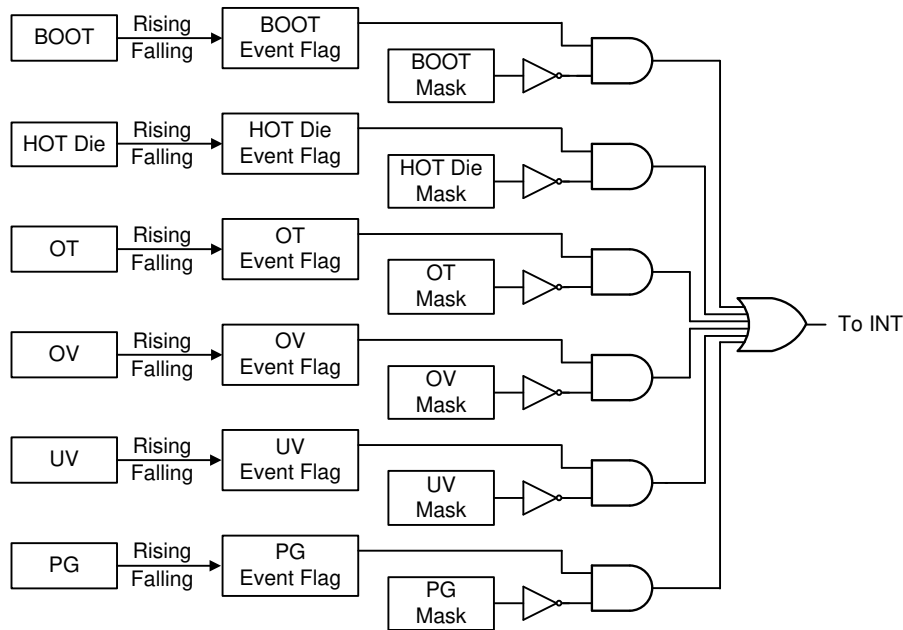 BOOT
Rising
Falling
BOOT
Event Flag
BOOT
Mask
HOT Die
Rising
Falling
HOT Die
Event Flag
HOT Die
Mask
OT
Rising
Falling
OT
Event Flag
OT
Mask
To INT
OV
Rising
Falling
OV
Event Flag
OV
Mask
UV
Rising
Falling
UV
Event Flag
UV
Mask
PG
Rising
Falling
PG
Event Flag
PG
Mask